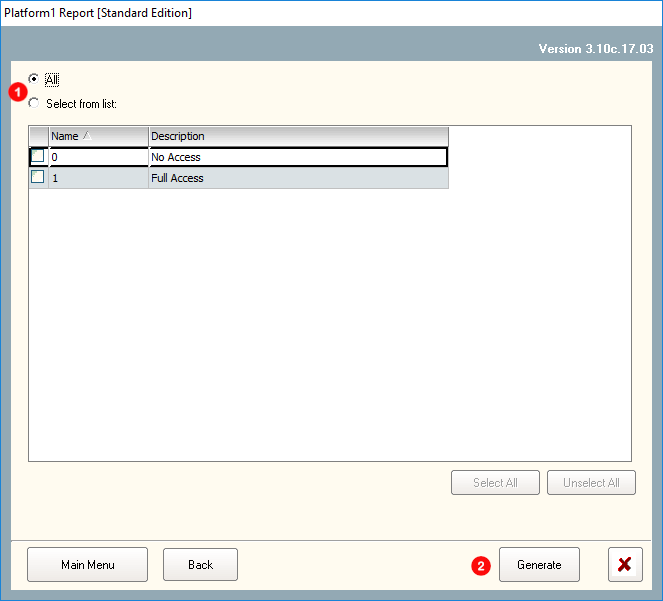 Platform1 Report [Standard Edition]
Version 3.10c.17.03
All
1
Select from list:
Name Description
0 No Access
1 Full Access
Select All Unselect All
Main Menu Back 2 Generate